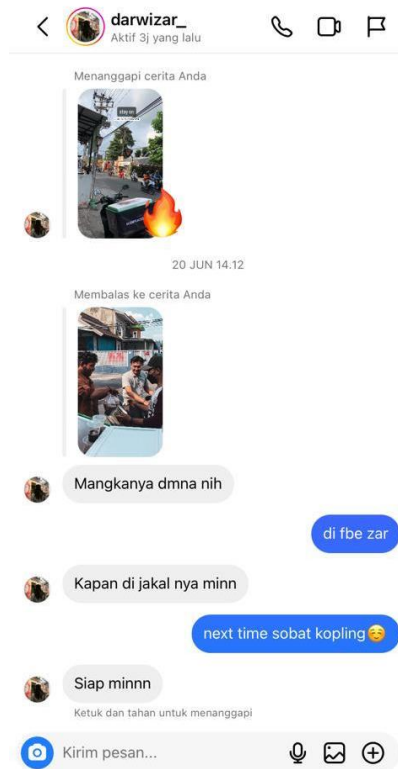 darwizar_
Aktif 3j yang lalu
Menanggapi cerita Anda
20 JUN 14.12
Membalas ke cerita Anda
Mangkanya dmna nih
di fbe zar
Kapan di jakal nya minn
next time sobat kopling☺️
Siap minnn
Ketuk dan tahan untuk menanggapi
Kirim pesan...